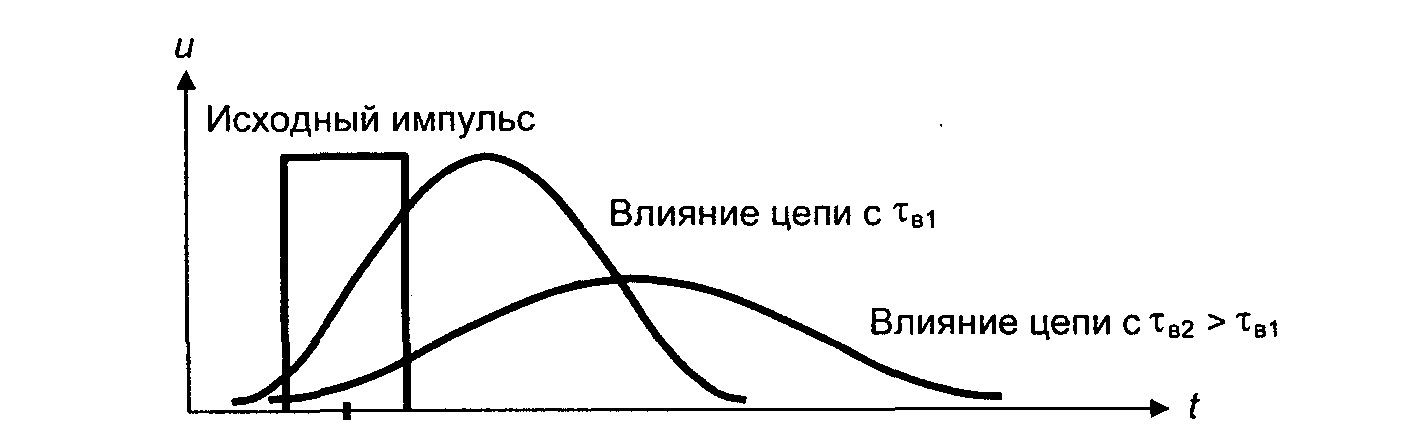 u
Исходный импульс
Влияние цепи с τв1
Влияние цепи с τв2 > τв1
t